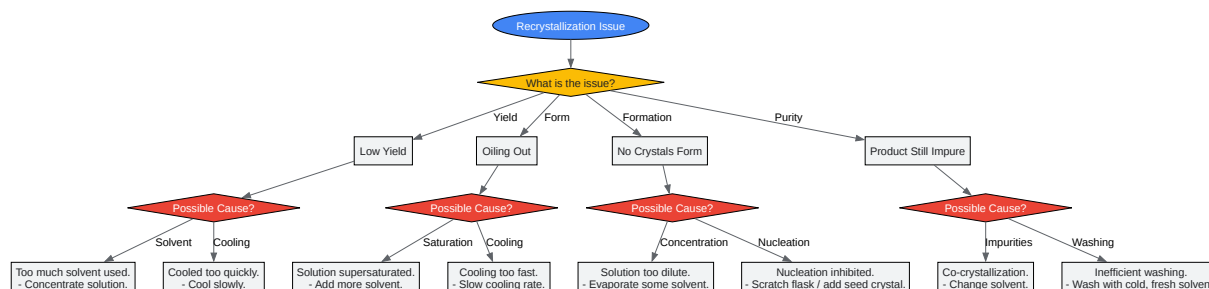 Recrystallization Issue
What is the issue?
Yield
Form
Formation
Purity
Low Yield
Oiling Out
No Crystals Form
Product Still Impure
Possible Cause?
Possible Cause?
Possible Cause?
Possible Cause?
Solvent
Cooling
Saturation
Cooling
Concentration
Nucleation
Impurities
Washing
Too much solvent used.
- Concentrate solution.
Cooled too quickly.
- Cool slowly.
Solution supersaturated.
- Add more solvent.
Cooling too fast.
- Slow cooling rate.
Solution too dilute.
- Evaporate some solvent.
Nucleation inhibited.
- Scratch flask / add seed crystal.
Co-crystallization.
- Change solvent.
Inefficient washing.
- Wash with cold, fresh solven